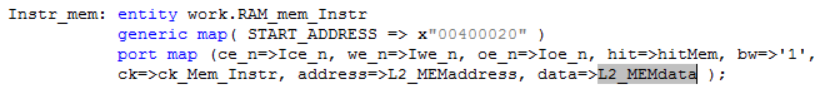 Instr_mem: entity work.RAM_mem_Instr
generic map( START_ADDRESS => x"00400020" )
port map (ce_n=>Ice_n, we_n=>Iwe_n, oe_n=>Ioe_n, hit=>hitMem, bw=>'1',
ck=>ck_Mem_Instr, address=>L2_MEMaddress, data=>L2_MEMdata );